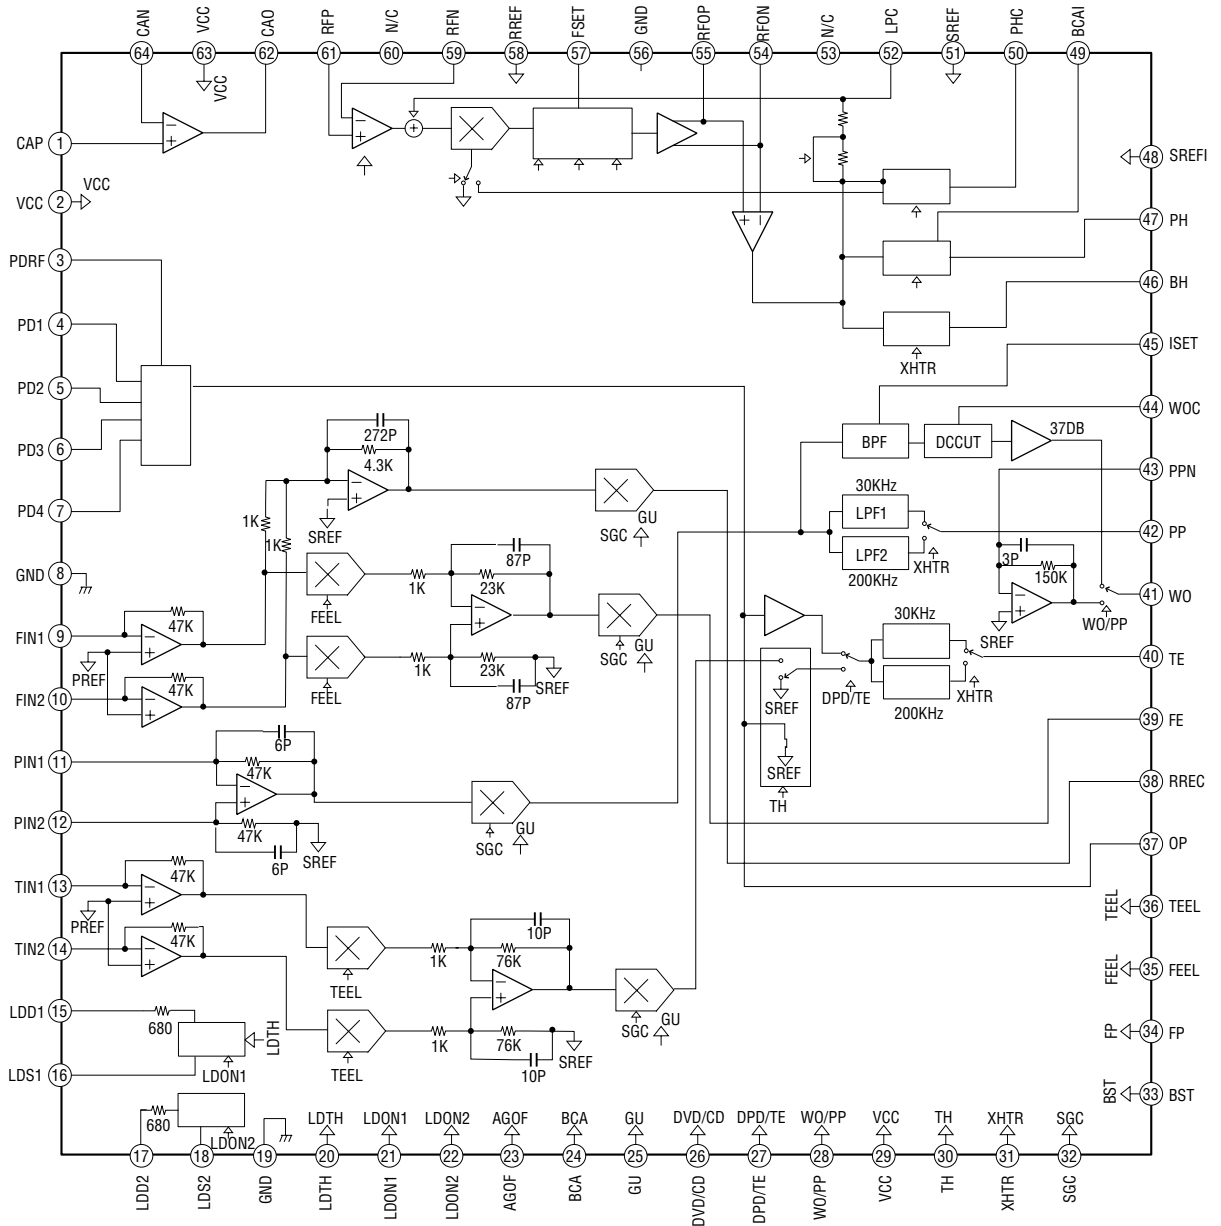 CAN
VCC
CAO
RFP
N/C
RFN
RREF
FSET
GND
RFOP
RFON
N/C
LPC
SREF
PHC
BCAI
64
63
62
61
60
59
58
57
56
55
54
53
52
51
50
49
VCC
CAP 1
VCC 2
VCC
PDRF 3
PD1 4
PD2 5
PD3 6
PD4 7
GND 8
FIN1 9
FIN2 10
PIN1 11
PIN2 12
TIN1 13
TIN2 14
LDD1 15
LDS1 16
48 SREFI
47 PH
46 BH
45 ISET
44 WOC
43 PPN
42 PP
41 WO
40 TE
39 FE
38 RREC
37 OP
TEEL
36 TEEL
FEEL
35 FEEL
FP
34 FP
BST
33 BST
XHTR
272P
4.3K
SREF
1K
1K
SGC
GU
BPF
DCCUT
37DB
30KHz
LPF1
LPF2
200KHz
XHTR
3P
150K
SREF
WO/PP
FEEL
FEEL
1K
1K
87P
23K
23K
87P
SREF
SGC
GU
47K
PREF
47K
30KHz
200KHz
XHTR
DPD/TE
SREF
SREF
TH
6P
47K
47K
6P
SREF
SGC
GU
47K
PREF
47K
TEEL
TEEL
1K
1K
10P
76K
76K
10P
SREF
SGC
GU
680
LDTH
LDON1
680
LDON2
LDTH
LDON1
LDON2
AGOF
BCA
GU
DVD/CD
DPD/TE
WO/PP
VCC
TH
XHTR
SGC
17
18
19
20
21
22
23
24
25
26
27
28
29
30
31
32
LDD2
LDS2
GND
LDTH
LDON1
LDON2
AGOF
BCA
GU
DVD/CD
DPD/TE
WO/PP
VCC
TH
XHTR
SGC